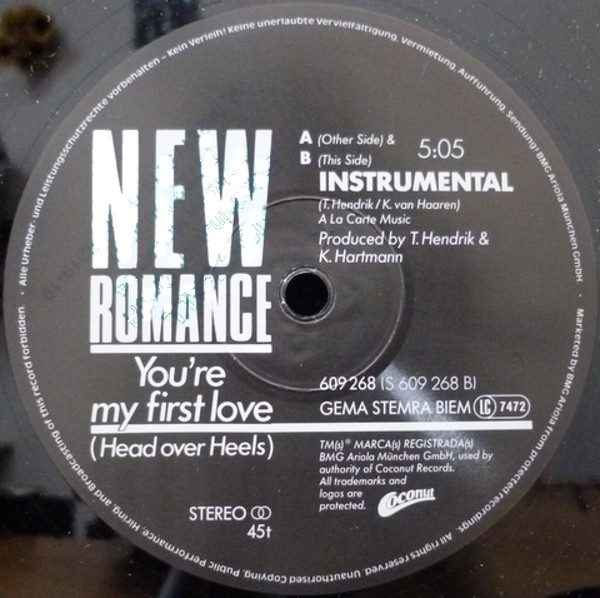 · Alle Urheber- und Leistungsschutzrechte vorbehalten – Kein Verleih! Keine unerlaubte Vervielfältigung, Vermietung, Aufführung, Sendung! BMG Ariola München GmbH.
· Marketed by BMG Ariola from protected recordings. All rights reserved. Unauthorised Copying, Public Performance, Hiring and Broadcasting of this record forbidden.
NEW
ROMANCE
You're
my first love
(Head over Heels)
STEREO
45t
A (Other Side) &
B (This Side) 5:05
INSTRUMENTAL
(T. Hendrik / K. van Haaren)
A La Carte Music
Produced by T. Hendrik &
K. Hartmann
609 268 (S 609 268 B)
GEMA STEMRA BIEM LC 7472
TM(s)® MARCA(s) REGISTRADA(s)
BMG Ariola München GmbH, used by
authority of Coconut Records.
All trademarks and
logos are
protected.
Coconut